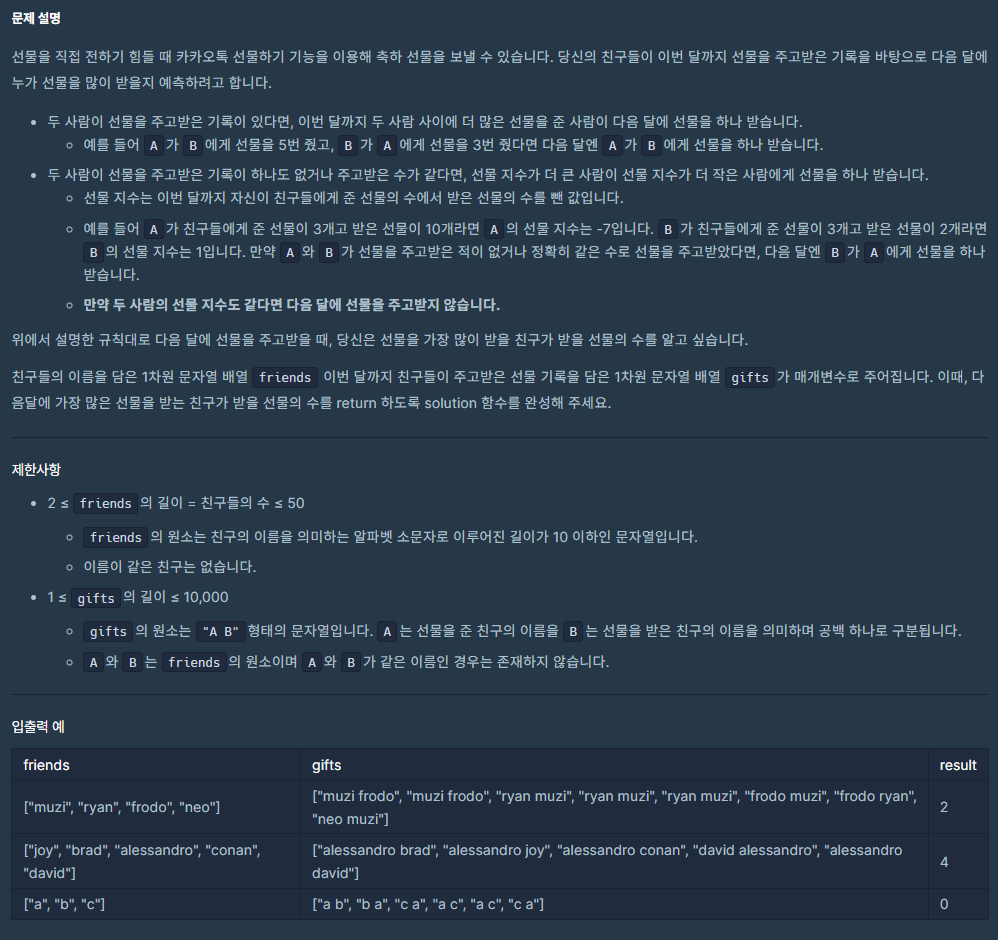 문제 설명
선물을 직접 전하기 힘들 때 카카오톡 선물하기 기능을 이용해 축하 선물을 보낼 수 있습니다. 당신의 친구들이 이번 달까지 선물을 주고받은 기록을 바탕으로 다음 달에
누가 선물을 많이 받을지 예측하려고 합니다.
두 사람이 선물을 주고받은 기록이 있다면, 이번 달까지 두 사람 사이에 더 많은 선물을 준 사람이 다음 달에 선물을 하나 받습니다.
예를 들어 A 가 B 에게 선물을 5번 줬고, B 가 A 에게 선물을 3번 줬다면 다음 달엔 A 가 B 에게 선물을 하나 받습니다.
두 사람이 선물을 주고받은 기록이 하나도 없거나 주고받은 수가 같다면, 선물 지수가 더 큰 사람이 선물 지수가 더 작은 사람에게 선물을 하나 받습니다.
선물 지수는 이번 달까지 자신이 친구들에게 준 선물의 수에서 받은 선물의 수를 뺀 값입니다.
예를 들어 A 가 친구들에게 준 선물이 3개고 받은 선물이 10개라면 A 의 선물 지수는 -7입니다. B 가 친구들에게 준 선물이 3개고 받은 선물이 2개라면
B 의 선물 지수는 1입니다. 만약 A 와 B 가 선물을 주고받은 적이 없거나 정확히 같은 수로 선물을 주고받았다면, 다음 달엔 B 가 A 에게 선물을 하나
받습니다.
만약 두 사람의 선물 지수도 같다면 다음 달에 선물을 주고받지 않습니다.
위에서 설명한 규칙대로 다음 달에 선물을 주고받을 때, 당신은 선물을 가장 많이 받을 친구가 받을 선물의 수를 알고 싶습니다.
친구들의 이름을 담은 1차원 문자열 배열 friends 이번 달까지 친구들이 주고받은 선물 기록을 담은 1차원 문자열 배열 gifts 가 매개변수로 주어집니다. 이때, 다
음달에 가장 많은 선물을 받는 친구가 받을 선물의 수를 return 하도록 solution 함수를 완성해 주세요.
제한사항
2 ≤ friends 의 길이 = 친구들의 수 ≤ 50
friends 의 원소는 친구의 이름을 의미하는 알파벳 소문자로 이루어진 길이가 10 이하인 문자열입니다.
이름이 같은 친구는 없습니다.
1 ≤ gifts 의 길이 ≤ 10,000
gifts 의 원소는 "A B" 형태의 문자열입니다. A 는 선물을 준 친구의 이름을 B 는 선물을 받은 친구의 이름을 의미하며 공백 하나로 구분됩니다.
A 와 B 는 friends 의 원소이며 A 와 B 가 같은 이름인 경우는 존재하지 않습니다.
입출력 예
friends gifts result
["muzi", "ryan", "frodo", "neo"] ["muzi frodo", "muzi frodo", "ryan muzi", "ryan muzi", "ryan muzi", "frodo muzi", "frodo ryan", 2
"neo muzi"]
["joy", "brad", "alessandro", "conan", ["alessandro brad", "alessandro joy", "alessandro conan", "david alessandro", "alessandro 4
"david"] david"]
["a", "b", "c"] ["a b", "b a", "c a", "a c", "a c", "c a"] 0